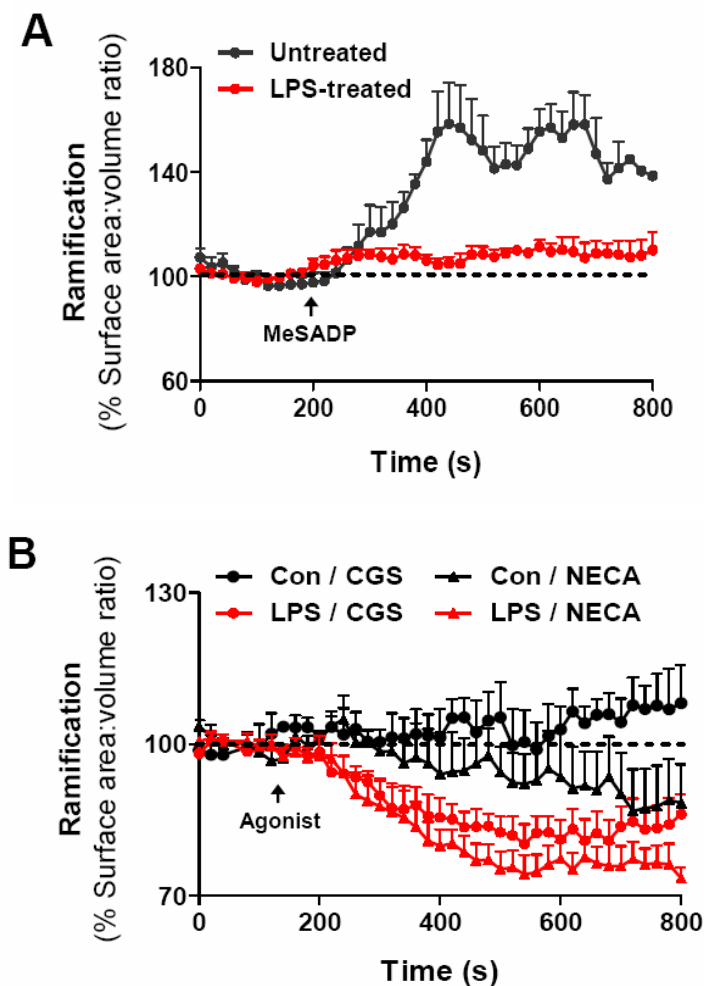 A
Untreated
LPS-treated
180
140
100
60
Ramification
(% Surface area:volume ratio)
MeSADP
0
200
400
600
800
Time (s)
B
Con / CGS
Con / NECA
LPS / CGS
LPS / NECA
130
100
70
Ramification
(% Surface area:volume ratio)
Agonist
0
200
400
600
800
Time (s)